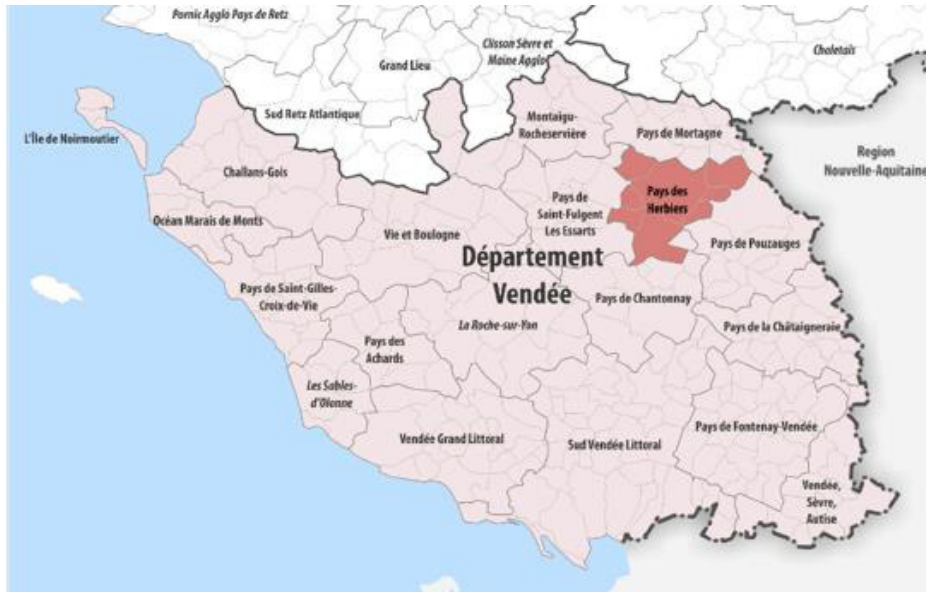 Pornic Agglo Pays de Retz
Grand Lieu
Clisson Sèvre et
Maine Agglo
Choletais
Sud Retz Atlantique
L'Île de Noirmoutier
Montaigu-
Rocheservière
Pays de Mortagne
Region
Nouvelle-Aquitaine
Challans-Gois
Pays de
Saint-Fulgent
Les Essarts
Pays des
Herbiers
Océan Marais de Monts
Vie et Boulogne
Pays de Pouzauges
Département
Vendée
Pays de Saint-Gilles-
Croix-de-Vie
Pays de Chantonnay
La Roche-sur-Yon
Pays de la Châtaigneraie
Pays des
Achards
Les Sables-
d'Olonne
Vendée Grand Littoral
Sud Vendée Littoral
Pays de Fontenay-Vendée
Vendée,
Sèvre,
Autise